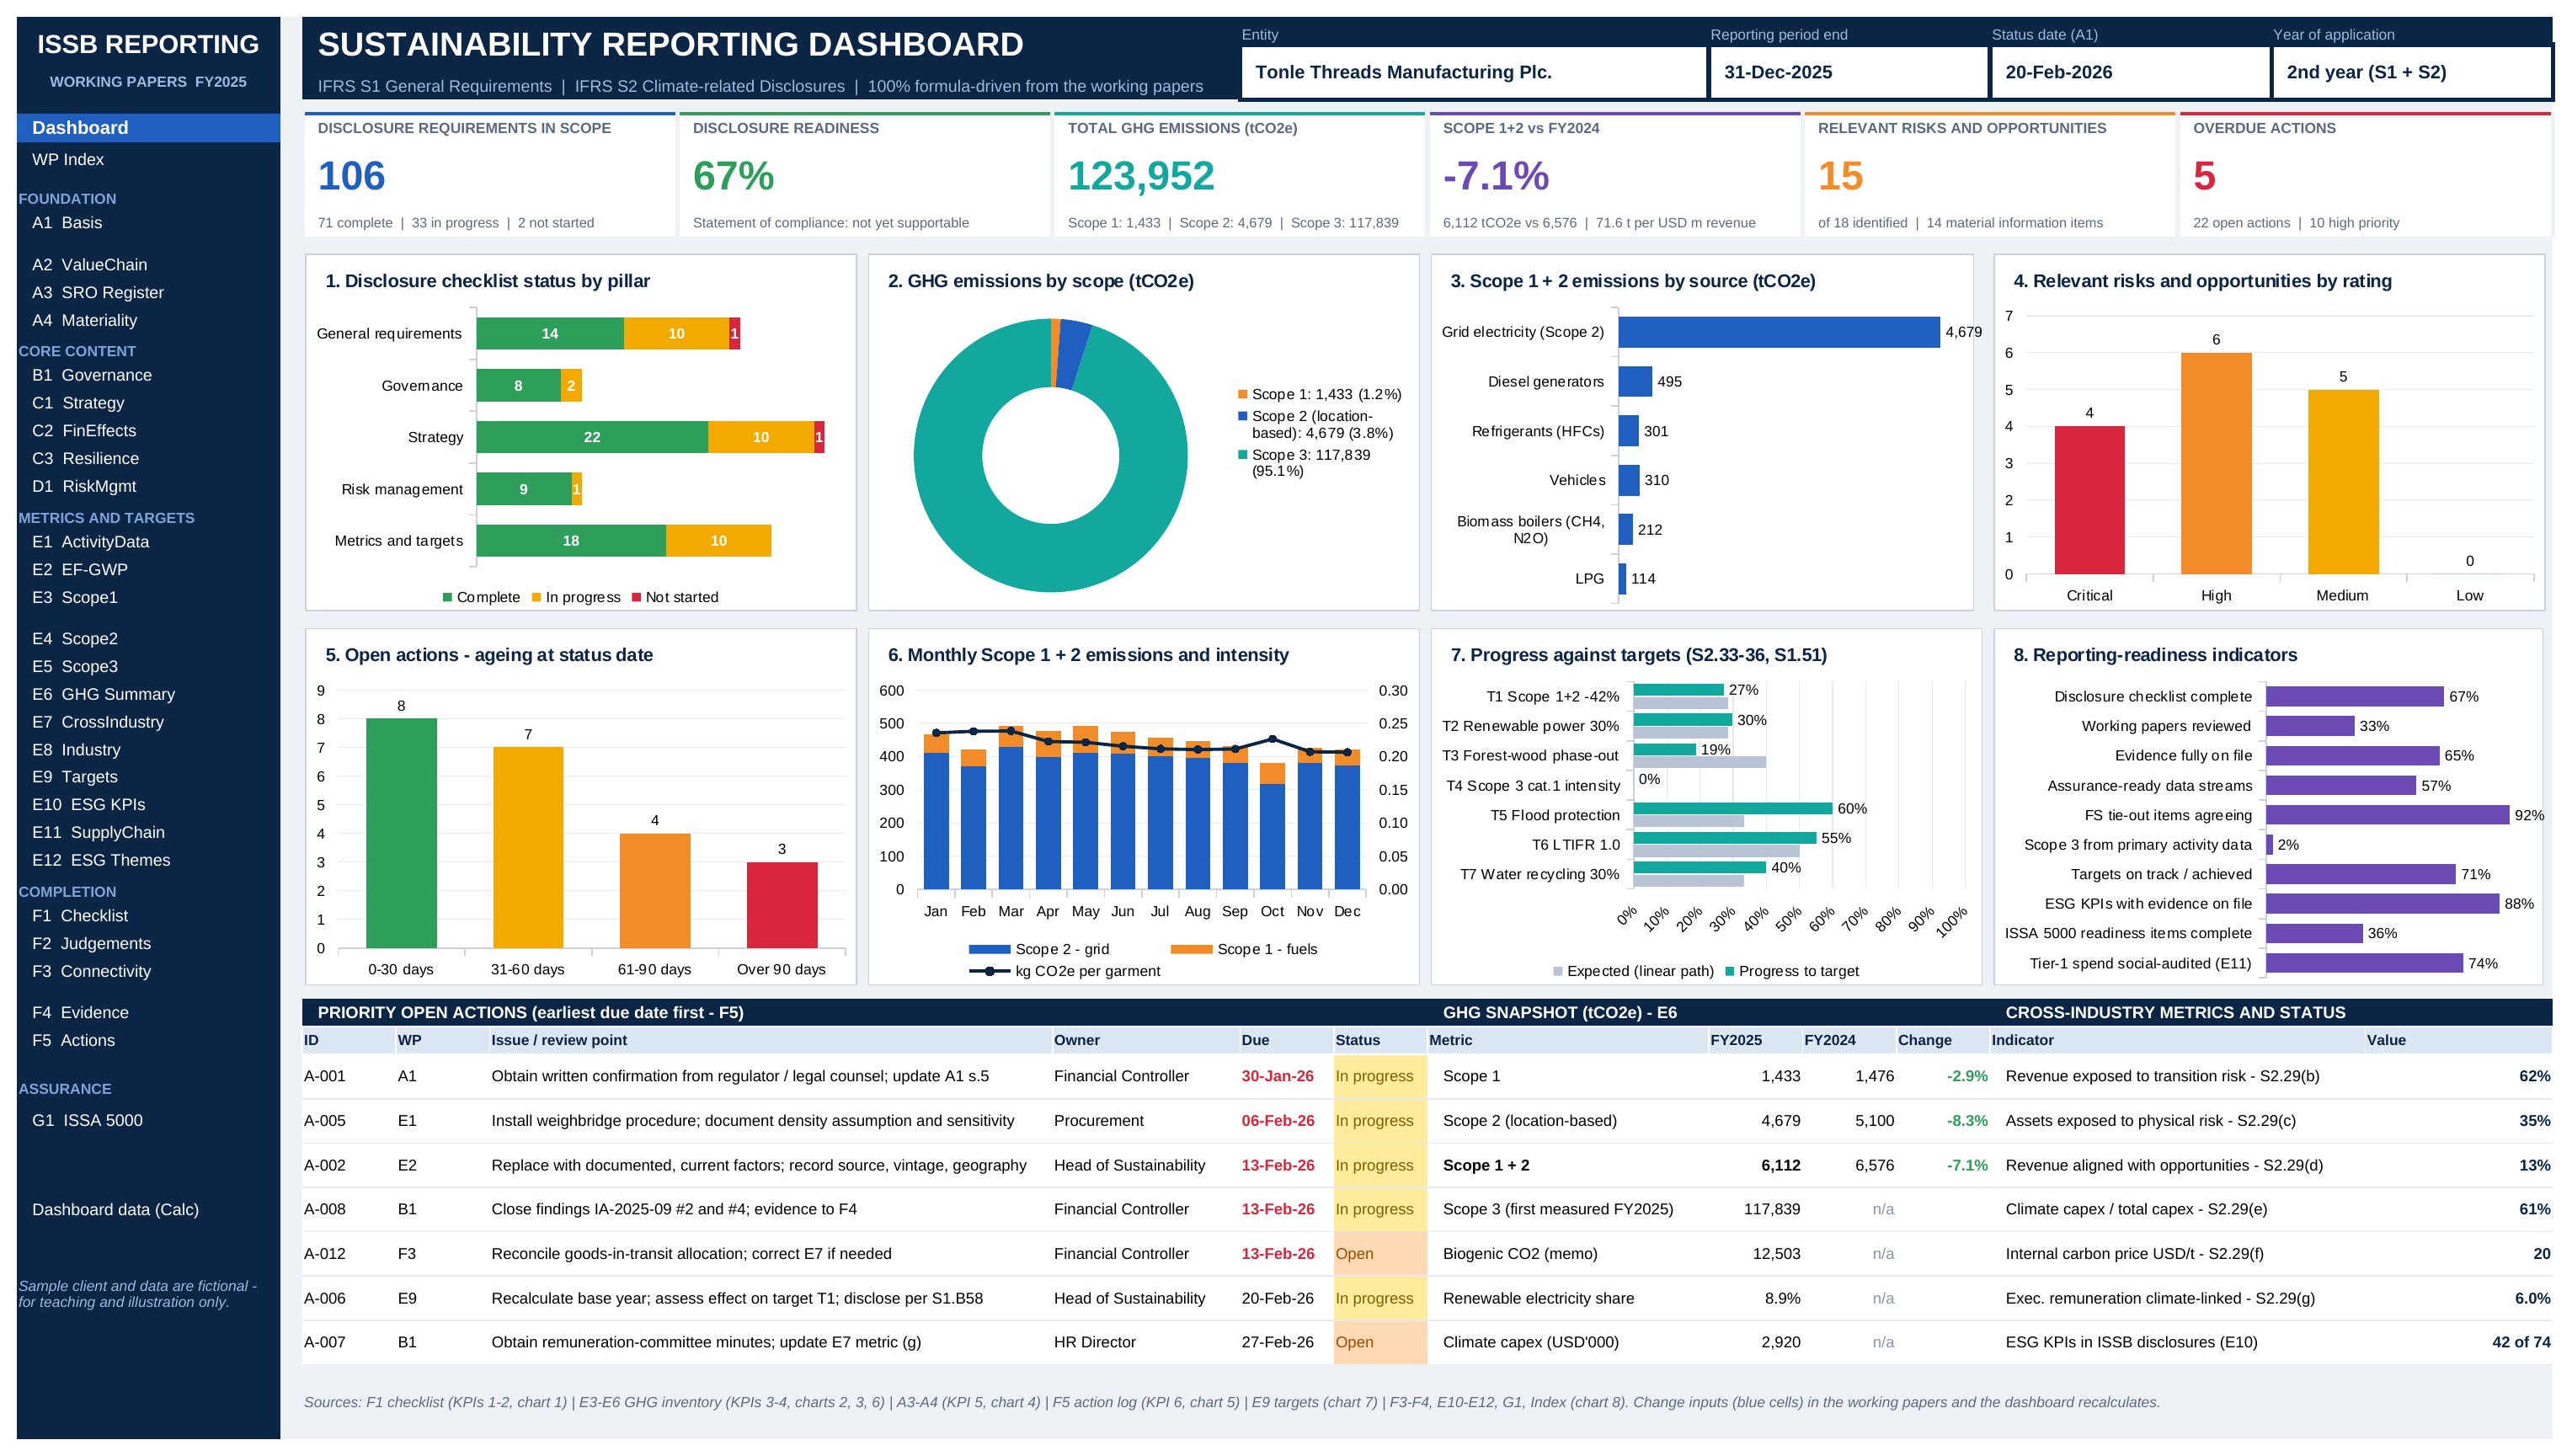 ISSB REPORTING
WORKING PAPERS  FY2025
Dashboard
WP Index
FOUNDATION
A1  Basis
A2  ValueChain
A3  SRO Register
A4  Materiality
CORE CONTENT
B1  Governance
C1  Strategy
C2  FinEffects
C3  Resilience
D1  RiskMgmt
METRICS AND TARGETS
E1  ActivityData
E2  EF-GWP
E3  Scope1
E4  Scope2
E5  Scope3
E6  GHG Summary
E7  CrossIndustry
E8  Industry
E9  Targets
E10  ESG KPIs
E11  SupplyChain
E12  ESG Themes
COMPLETION
F1  Checklist
F2  Judgements
F3  Connectivity
F4  Evidence
F5  Actions
ASSURANCE
G1  ISSA 5000
Dashboard data (Calc)
Sample client and data are fictional -
for teaching and illustration only.
SUSTAINABILITY REPORTING DASHBOARD
IFRS S1 General Requirements  |  IFRS S2 Climate-related Disclosures  |  100% formula-driven from the working papers
Entity
Tonle Threads Manufacturing Plc.
Reporting period end
31-Dec-2025
Status date (A1)
20-Feb-2026
Year of application
2nd year (S1 + S2)
DISCLOSURE REQUIREMENTS IN SCOPE
106
71 complete  |  33 in progress  |  2 not started
DISCLOSURE READINESS
67%
Statement of compliance: not yet supportable
TOTAL GHG EMISSIONS (tCO2e)
123,952
Scope 1: 1,433  |  Scope 2: 4,679  |  Scope 3: 117,839
SCOPE 1+2 vs FY2024
-7.1%
6,112 tCO2e vs 6,576  |  71.6 t per USD m revenue
RELEVANT RISKS AND OPPORTUNITIES
15
of 18 identified  |  14 material information items
OVERDUE ACTIONS
5
22 open actions  |  10 high priority
1. Disclosure checklist status by pillar
General requirements 14 10 1
Governance 8 2
Strategy 22 10 1
Risk management 9 1
Metrics and targets 18 10
Complete In progress Not started
2. GHG emissions by scope (tCO2e)
Scope 1: 1,433 (1.2%)
Scope 2 (location-
based): 4,679 (3.8%)
Scope 3: 117,839
(95.1%)
3. Scope 1 + 2 emissions by source (tCO2e)
Grid electricity (Scope 2) 4,679
Diesel generators 495
Refrigerants (HFCs) 301
Vehicles 310
Biomass boilers (CH4,
N2O) 212
LPG 114
4. Relevant risks and opportunities by rating
7
6
5
4
3
2
1
0
4 6 5 0
Critical High Medium Low
5. Open actions - ageing at status date
9
8
7
6
5
4
3
2
1
0
8 7 4 3
0-30 days 31-60 days 61-90 days Over 90 days
6. Monthly Scope 1 + 2 emissions and intensity
600 0.30
500 0.25
400 0.20
300 0.15
200 0.10
100 0.05
0 0.00
Jan Feb Mar Apr May Jun Jul Aug Sep Oct Nov Dec
Scope 2 - grid Scope 1 - fuels
kg CO2e per garment
7. Progress against targets (S2.33-36, S1.51)
T1 Scope 1+2 -42% 27%
T2 Renewable power 30% 30%
T3 Forest-wood phase-out 19%
T4 Scope 3 cat.1 intensity 0%
T5 Flood protection 60%
T6 LTIFR 1.0 55%
T7 Water recycling 30% 40%
0% 10% 20% 30% 40% 50% 60% 70% 80% 90% 100%
Expected (linear path) Progress to target
8. Reporting-readiness indicators
Disclosure checklist complete 67%
Working papers reviewed 33%
Evidence fully on file 65%
Assurance-ready data streams 57%
FS tie-out items agreeing 92%
Scope 3 from primary activity data 2%
Targets on track / achieved 71%
ESG KPIs with evidence on file 88%
ISSA 5000 readiness items complete 36%
Tier-1 spend social-audited (E11) 74%
PRIORITY OPEN ACTIONS (earliest due date first - F5)
ID WP Issue / review point Owner Due Status
A-001 A1 Obtain written confirmation from regulator / legal counsel; update A1 s.5 Financial Controller 30-Jan-26 In progress
A-005 E1 Install weighbridge procedure; document density assumption and sensitivity Procurement 06-Feb-26 In progress
A-002 E2 Replace with documented, current factors; record source, vintage, geography Head of Sustainability 13-Feb-26 In progress
A-008 B1 Close findings IA-2025-09 #2 and #4; evidence to F4 Financial Controller 13-Feb-26 In progress
A-012 F3 Reconcile goods-in-transit allocation; correct E7 if needed Financial Controller 13-Feb-26 Open
A-006 E9 Recalculate base year; assess effect on target T1; disclose per S1.B58 Head of Sustainability 20-Feb-26 In progress
A-007 B1 Obtain remuneration-committee minutes; update E7 metric (g) HR Director 27-Feb-26 Open
GHG SNAPSHOT (tCO2e) - E6
Metric FY2025 FY2024 Change
Scope 1 1,433 1,476 -2.9%
Scope 2 (location-based) 4,679 5,100 -8.3%
Scope 1 + 2 6,112 6,576 -7.1%
Scope 3 (first measured FY2025) 117,839 n/a
Biogenic CO2 (memo) 12,503 n/a
Renewable electricity share 8.9% n/a
Climate capex (USD'000) 2,920 n/a
CROSS-INDUSTRY METRICS AND STATUS
Indicator Value
Revenue exposed to transition risk - S2.29(b) 62%
Assets exposed to physical risk - S2.29(c) 35%
Revenue aligned with opportunities - S2.29(d) 13%
Climate capex / total capex - S2.29(e) 61%
Internal carbon price USD/t - S2.29(f) 20
Exec. remuneration climate-linked - S2.29(g) 6.0%
ESG KPIs in ISSB disclosures (E10) 42 of 74
Sources: F1 checklist (KPIs 1-2, chart 1) | E3-E6 GHG inventory (KPIs 3-4, charts 2, 3, 6) | A3-A4 (KPI 5, chart 4) | F5 action log (KPI 6, chart 5) | E9 targets (chart 7) | F3-F4, E10-E12, G1, Index (chart 8). Change inputs (blue cells) in the working papers and the dashboard recalculates.